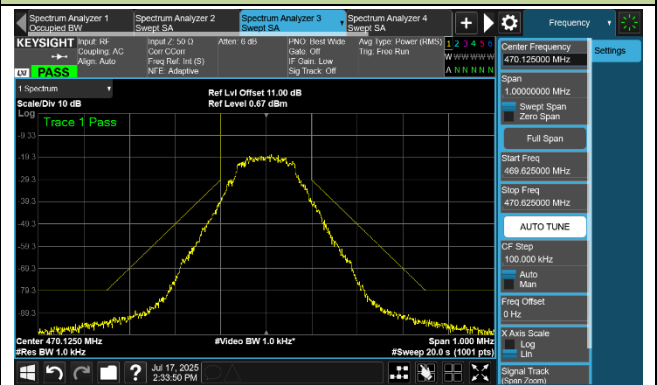 Spectrum Analyzer 1
Occupied BW
Spectrum Analyzer 2
Swept SA
Spectrum Analyzer 3
Swept SA
Spectrum Analyzer 4
Swept SA
Frequency
KEYSIGHT
Input: RF
Coupling: AC
Align: Auto
Input Z: 50 Ω
Corr CCorr
Freq Ref: Int (S)
NFE: Adaptive
Atten: 6 dB
PNO: Best Wide
Gate: Off
IF Gain: Low
Sig Track: Off
Avg Type: Power (RMS)
Trig: Free Run
1 2 3 4 5 6
W W W W W W
A N N N N N
LXI PASS
1 Spectrum
Scale/Div 10 dB
Ref Lvl Offset 11.00 dB
Ref Level 0.67 dBm
Log
Trace 1 Pass
-9.33
-19.3
-29.3
-39.3
-49.3
-59.3
-69.3
-79.3
-89.3
Center 470.1250 MHz
#Res BW 1.0 kHz
#Video BW 1.0 kHz*
Span 1.000 MHz
#Sweep 20.0 s (1001 pts)
Jul 17, 2025
2:33:50 PM
Center Frequency
470.125000 MHz
Settings
Span
1.00000000 MHz
Swept Span
Zero Span
Full Span
Start Freq
469.625000 MHz
Stop Freq
470.625000 MHz
AUTO TUNE
CF Step
100.000 kHz
Auto
Man
Freq Offset
0 Hz
X Axis Scale
Log
Lin
Signal Track
(Span Zoom)